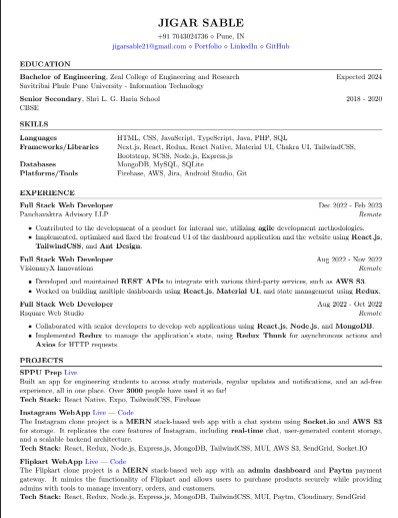 JIGAR SABLE
+91 7043024736 ⋄ Pune, IN
jigarsable21@gmail.com ⋄ Portfolio ⋄ LinkedIn ⋄ GitHub
EDUCATION
Bachelor of Engineering, Zeal College of Engineering and Research Expected 2024
Savitribai Phule Pune University - Information Technology
Senior Secondary, Shri L. G. Haria School 2018 - 2020
CBSE
SKILLS
Languages HTML, CSS, JavaScript, TypeScript, Java, PHP, SQL
Frameworks/Libraries Next.js, React, Redux, React Native, Material UI, Chakra UI, TailwindCSS,
Bootstrap, SCSS, Node.js, Express.js
Databases MongoDB, MySQL, SQLite
Platforms/Tools Firebase, AWS, Jira, Android Studio, Git
EXPERIENCE
Full Stack Web Developer Dec 2022 - Feb 2023
Panchavaktra Advisory LLP Remote
• Contributed to the development of a product for internal use, utilising agile development methodologies.
• Implemented, optimised and fixed the frontend UI of the dashboard application and the website using React.js,
TailwindCSS, and Ant Design.
Full Stack Web Developer Aug 2022 - Nov 2022
VisionaryX Innovations Remote
• Developed and maintained REST APIs to integrate with various third-party services, such as AWS S3.
• Worked on building multiple dashboards using React.js, Material UI, and state management using Redux.
Full Stack Web Developer Aug 2022 - Oct 2022
Raquare Web Studio Remote
• Collaborated with senior developers to develop web applications using React.js, Node.js, and MongoDB.
• Implemented Redux to manage the application's state, using Redux Thunk for asynchronous actions and
Axios for HTTP requests.
PROJECTS
SPPU Prep Live
Built an app for engineering students to access study materials, regular updates and notifications, and an ad-free
experience, all in one place. Over 3000 people have used it so far!
Tech Stack: React Native, Expo, TailwindCSS, Firebase
Instagram WebApp Live — Code
The Instagram clone project is a MERN stack-based web app with a chat system using Socket.io and AWS S3
for storage. It replicates the core features of Instagram, including real-time chat, user-generated content storage,
and a scalable backend architecture.
Tech Stack: React, Redux, Node.js, Express.js, MongoDB, TailwindCSS, MUI, AWS S3, SendGrid, Socket.IO
Flipkart WebApp Live — Code
The Flipkart clone project is a MERN stack-based web app with an admin dashboard and Paytm payment
gateway. It mimics the functionality of Flipkart and allows users to purchase products securely while providing
admins with tools to manage inventory, orders, and customers.
Tech Stack: React, Redux, Node.js, Express.js, MongoDB, TailwindCSS, MUI, Paytm, Cloudinary, SendGrid